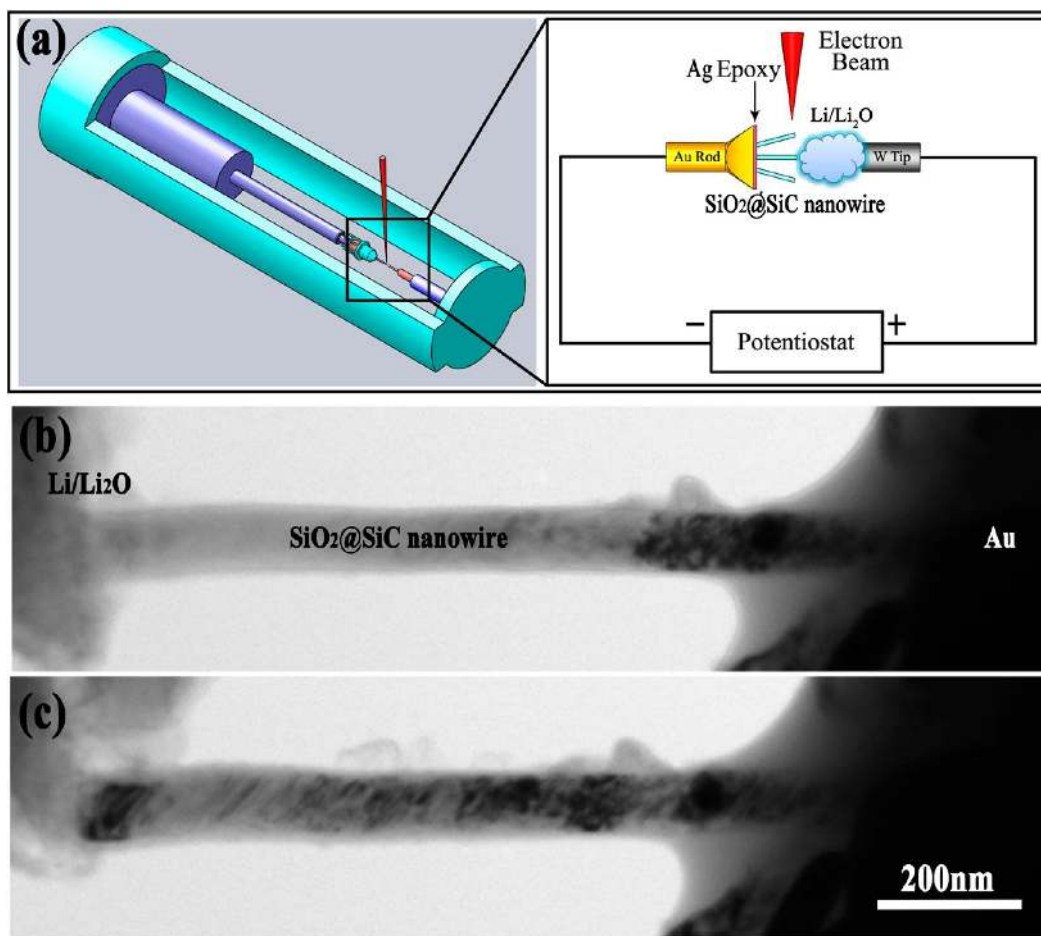 (a)
Electron
Beam
Ag Epoxy
Li/Li₂O
Au Rod
W Tip
SiO₂@SiC nanowire
−
+
Potentiostat
(b)
Li/Li₂O
SiO₂@SiC nanowire
Au
(c)
200nm